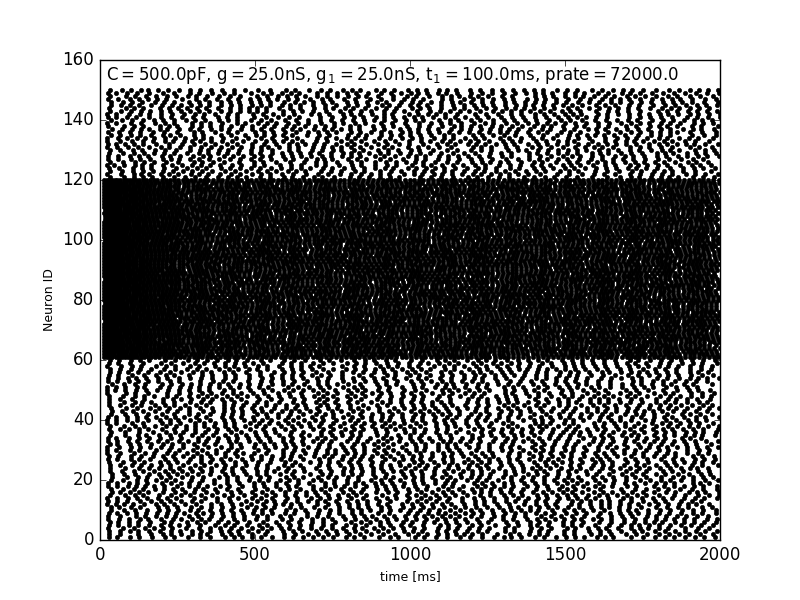 160
C = 500.0pF, g = 25.0nS, g₁ = 25.0nS, t₁ = 100.0ms, prate = 72000.0
140
120
100
80
60
40
20
0
Neuron ID
0 500 1000 1500 2000
time [ms]